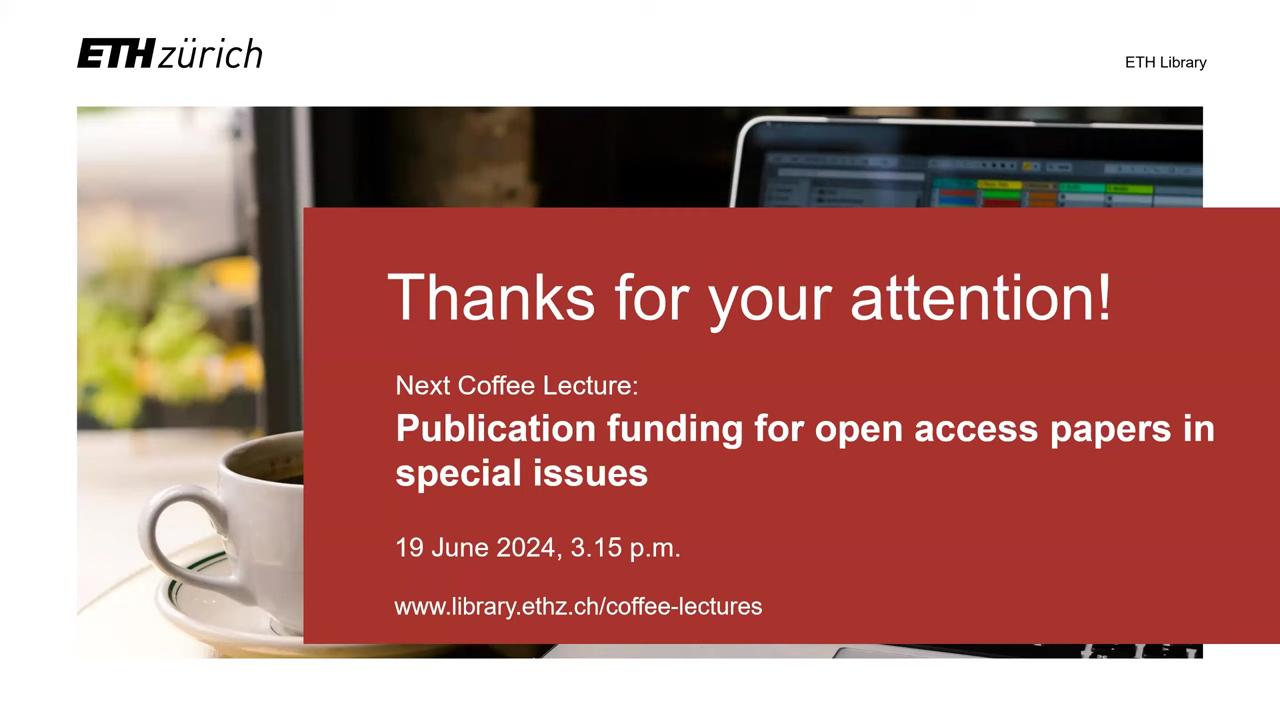 ETH zürich
ETH Library
Thanks for your attention!
Next Coffee Lecture:
Publication funding for open access papers in
special issues
19 June 2024, 3.15 p.m.
www.library.ethz.ch/coffee-lectures